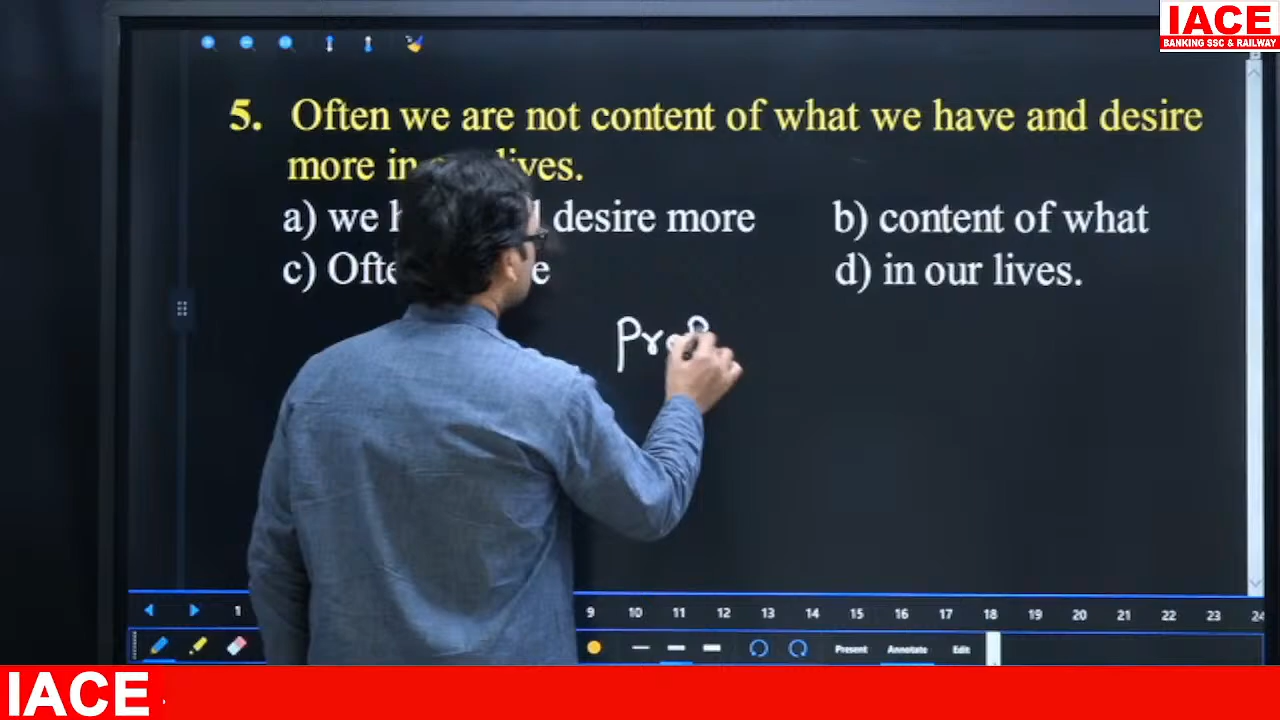 IACE
BANKING SSC & RAILWAY
5. Often we are not content of what we have and desire
more in lives.
a) we desire more
b) content of what
c)
d) in our lives.
1 9 10 11 12 13 14 15 16 17 18 19 20 21 22 23 24
Present Annotate Edit
IACE